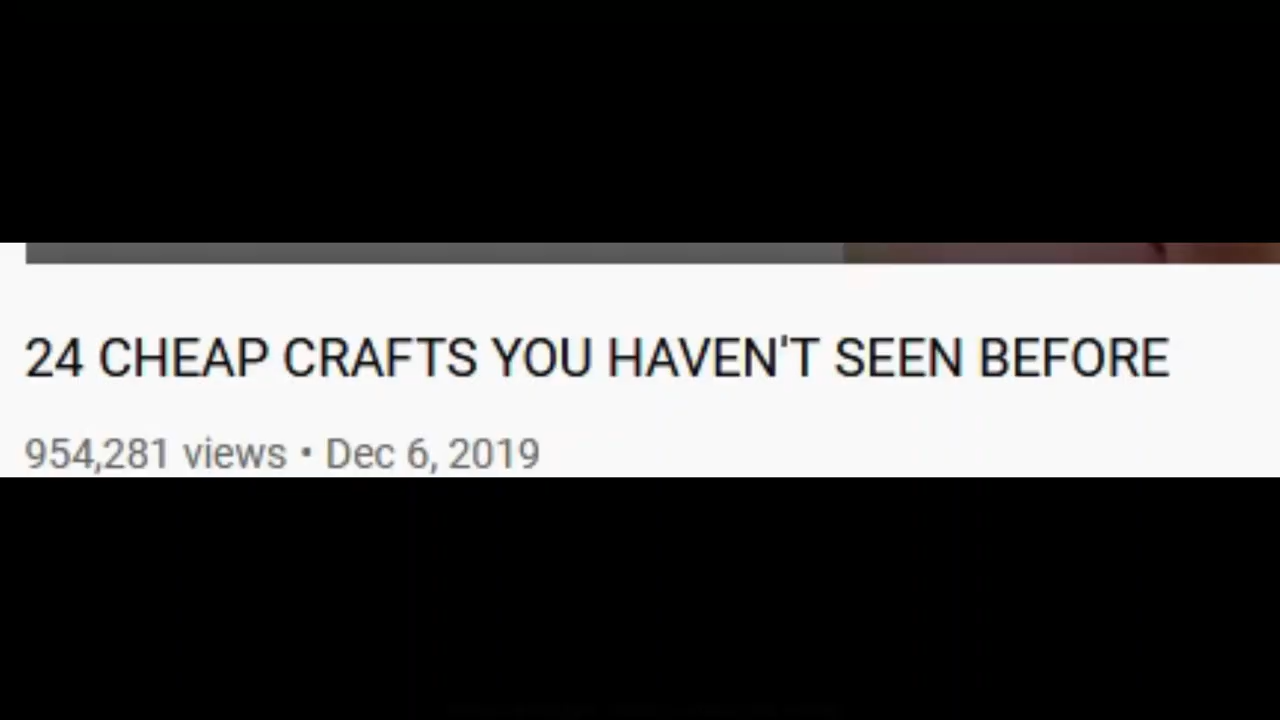 24 CHEAP CRAFTS YOU HAVEN'T SEEN BEFORE
954,281 views • Dec 6, 2019